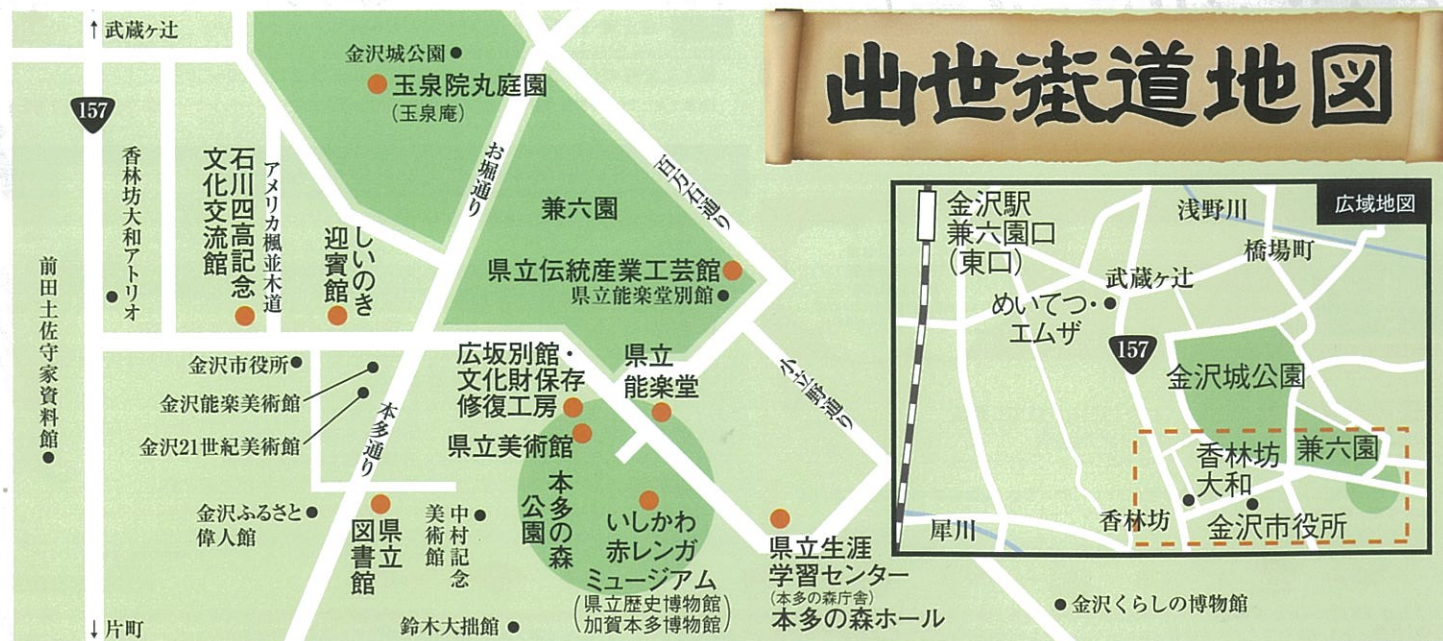 出世街道地図
↑武蔵ヶ辻
157
金沢城公園
玉泉院丸庭園
(玉泉庵)
お堀通り
百万石通り
兼六園
県立伝統産業工芸館
県立能楽堂別館
香林坊大和アトリオ
石川四高記念
文化交流館
アメリカ楓並木道
しいのき
迎賓館
前田土佐守家資料館
金沢市役所
金沢能楽美術館
金沢21世紀美術館
本多通り
広坂別館・
文化財保存
修復工房
県立
能楽堂
小立野通り
県立美術館
本多の森
公園
いしかわ
赤レンガ
ミュージアム
(県立歴史博物館)
(加賀本多博物館)
金沢ふるさと
偉人館
県立
図書館
中村記念
美術館
県立生涯
学習センター
(本多の森庁舎)
本多の森ホール
鈴木大拙館
↓片町
金沢くらしの博物館
広域地図
金沢駅
兼六園口
(東口)
浅野川
橋場町
武蔵ヶ辻
めいてつ・
エムザ
157
金沢城公園
兼六園
香林坊
大和
香林坊
金沢市役所
犀川